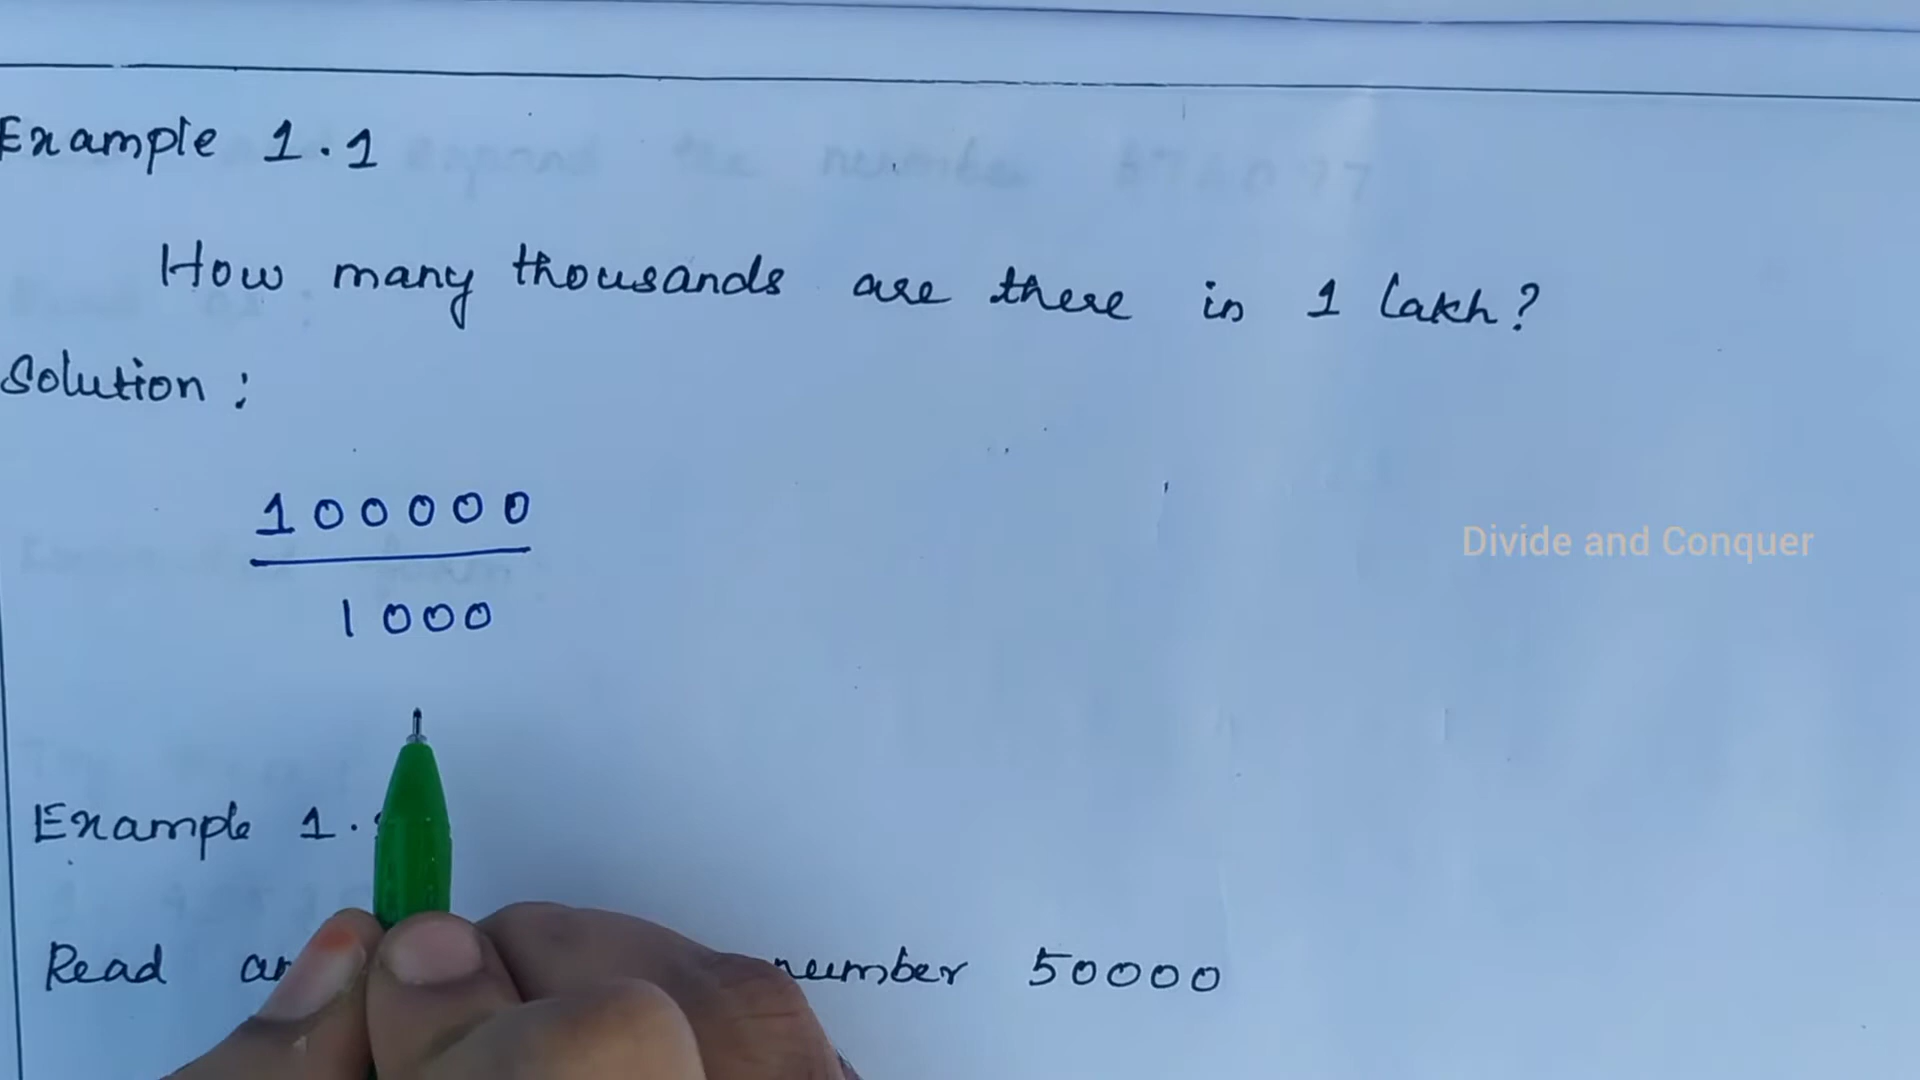 Example 1.1
How many thousands are there in 1 lakh?
Solution :
100000
1000
Divide and Conquer
Example 1.
Read number 50000